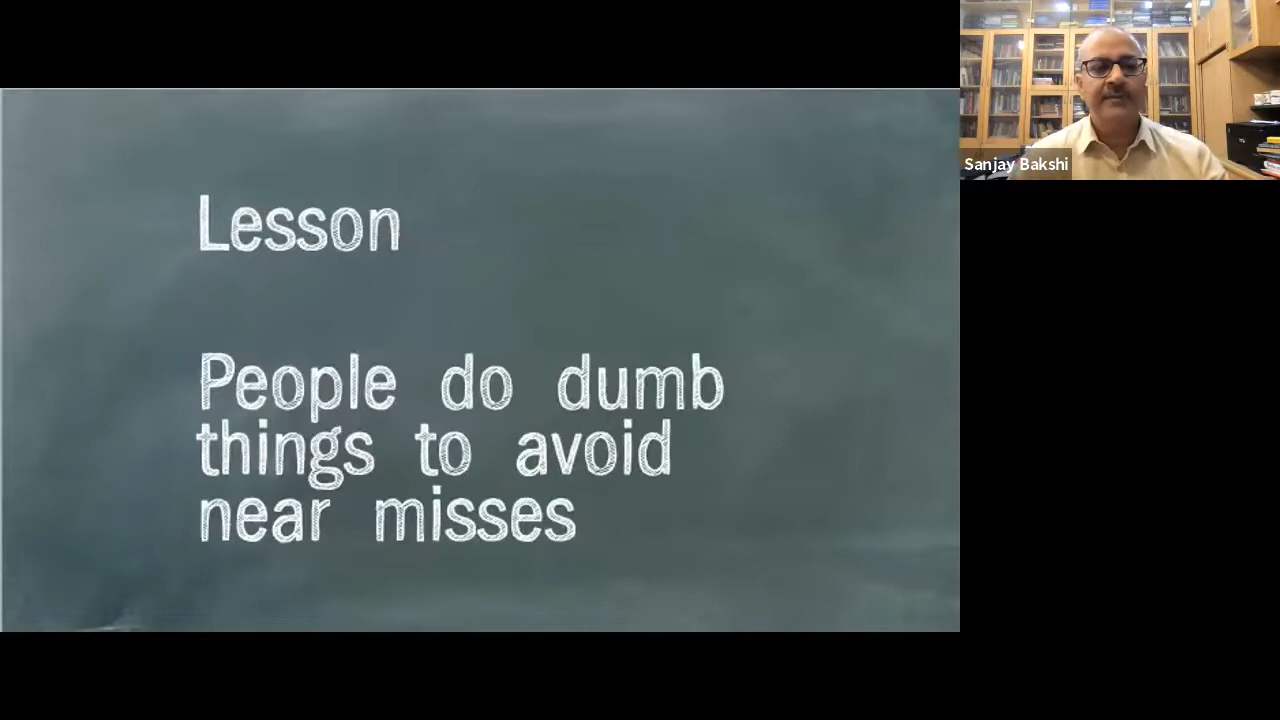 Sanjay Bakshi
Lesson
People do dumb
things to avoid
near misses